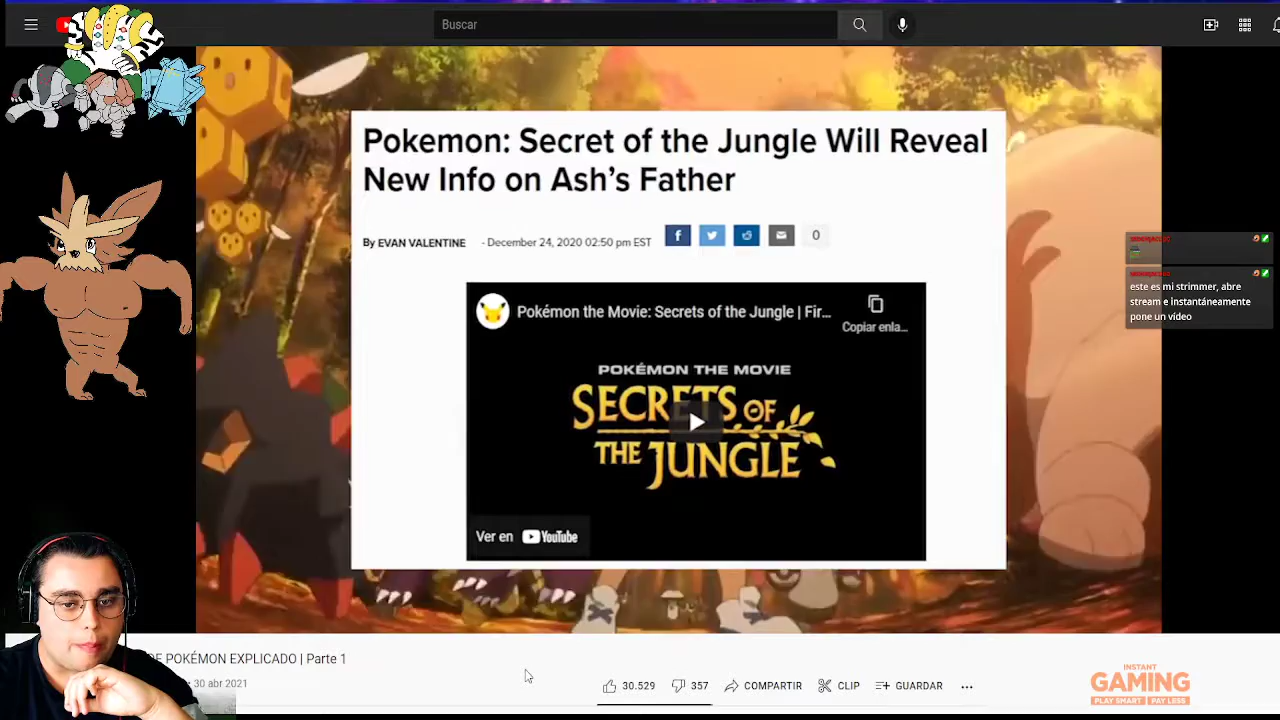 Buscar
Pokemon: Secret of the Jungle Will Reveal
New Info on Ash's Father
By EVAN VALENTINE - December 24, 2020 02:50 pm EST
0
Pokémon the Movie: Secrets of the Jungle | Fir...
Copiar enla...
POKÉMON THE MOVIE
SECRETS OF
THE JUNGLE
Ver en YouTube
este es mi strimmer, abre
stream e instantáneamente
pone un vídeo
DE POKÉMON EXPLICADO | Parte 1
30 abr 2021
30.529
357
COMPARTIR
CLIP
GUARDAR
INSTANT
GAMING
PLAY SMART PAY LESS